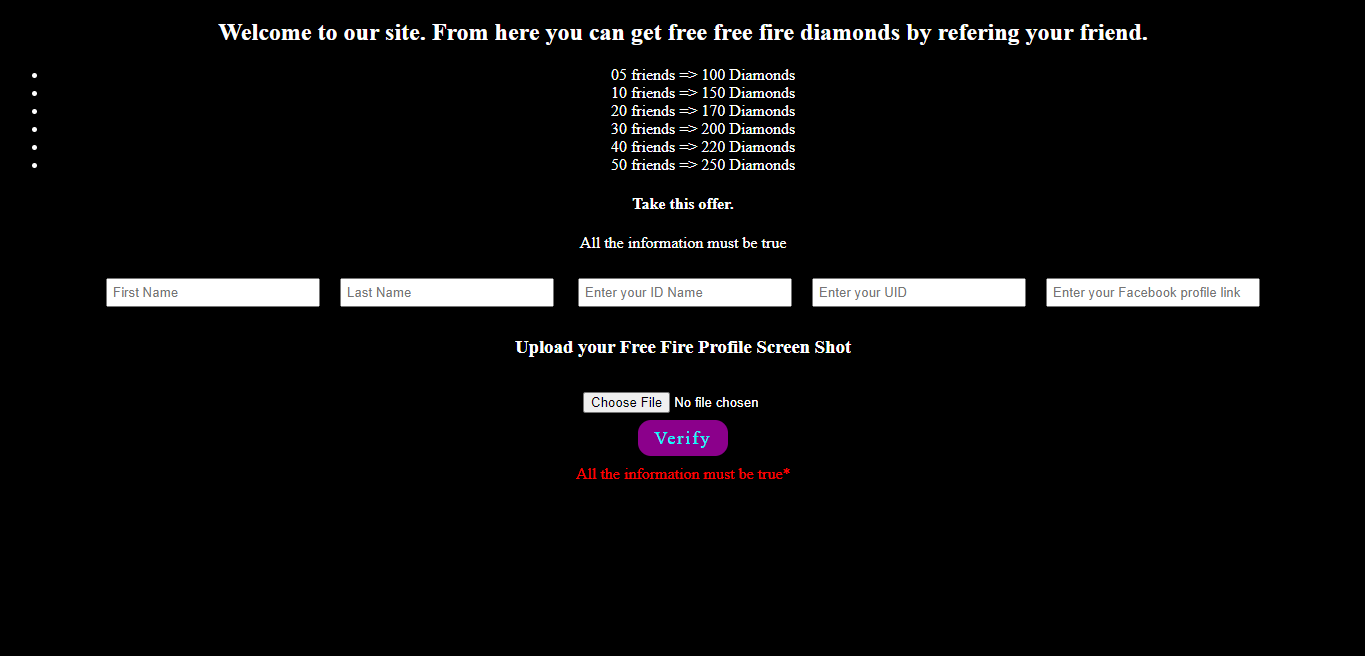 Welcome to our site. From here you can get free free fire diamonds by refering your friend.
05 friends => 100 Diamonds
10 friends => 150 Diamonds
20 friends => 170 Diamonds
30 friends => 200 Diamonds
40 friends => 220 Diamonds
50 friends => 250 Diamonds
Take this offer.
All the information must be true
First Name Last Name Enter your ID Name Enter your UID Enter your Facebook profile link
Upload your Free Fire Profile Screen Shot
Choose File No file chosen
Verify
All the information must be true*